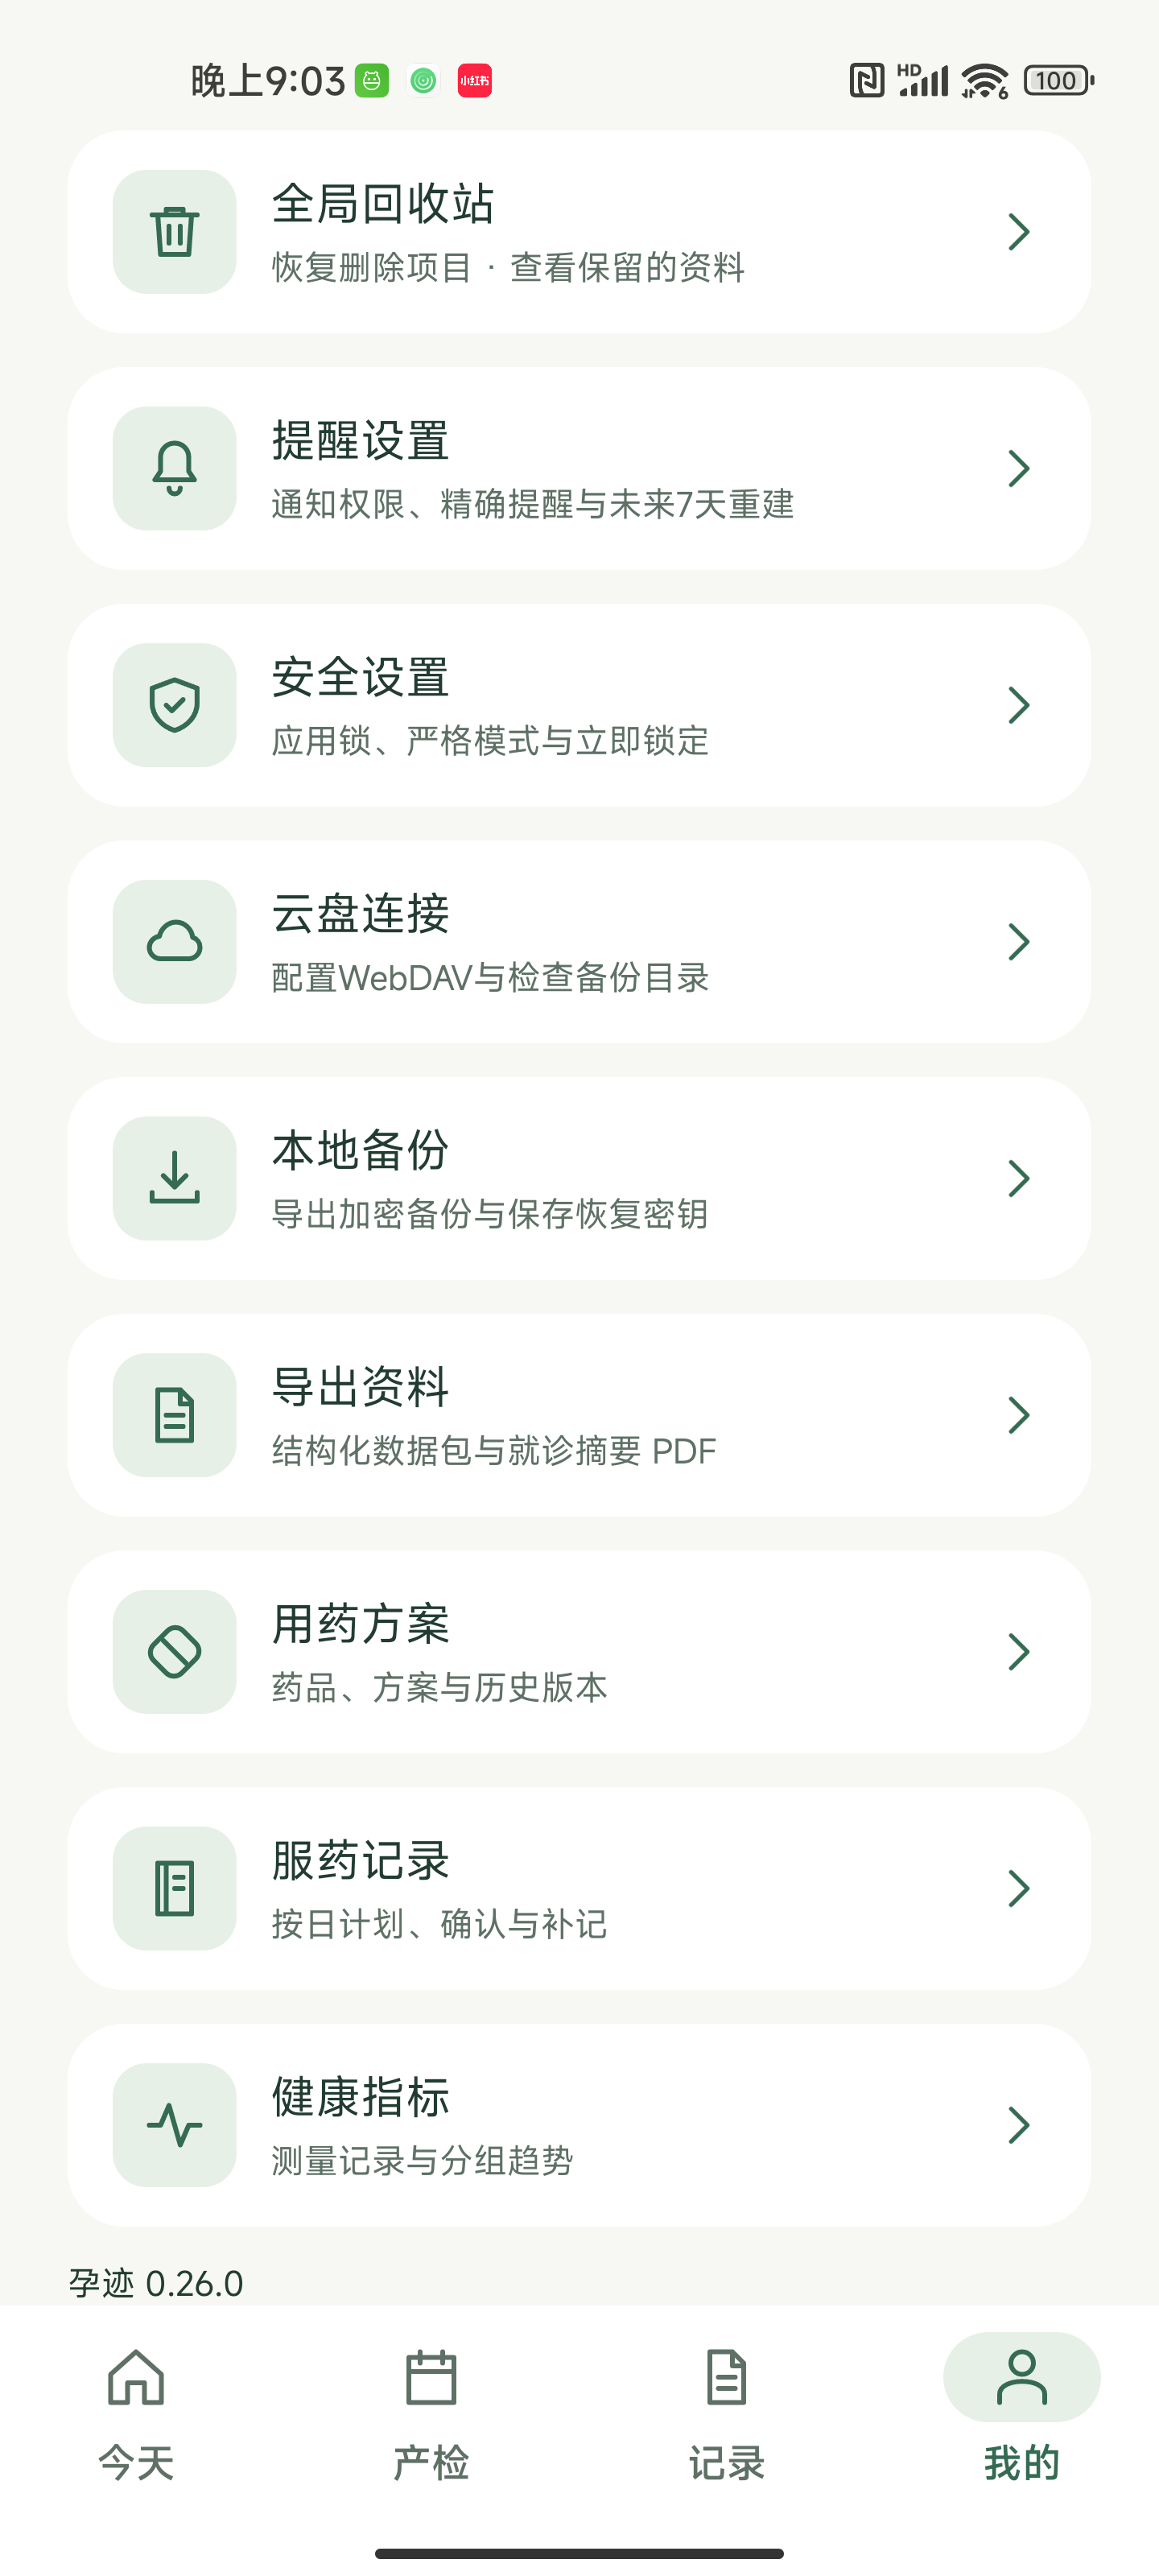 晚上9:03
小红书
HD
6
100
全局回收站
恢复删除项目 · 查看保留的资料
提醒设置
通知权限、精确提醒与未来7天重建
安全设置
应用锁、严格模式与立即锁定
云盘连接
配置WebDAV与检查备份目录
本地备份
导出加密备份与保存恢复密钥
导出资料
结构化数据包与就诊摘要 PDF
用药方案
药品、方案与历史版本
服药记录
按日计划、确认与补记
健康指标
测量记录与分组趋势
孕迹 0.26.0
今天
产检
记录
我的